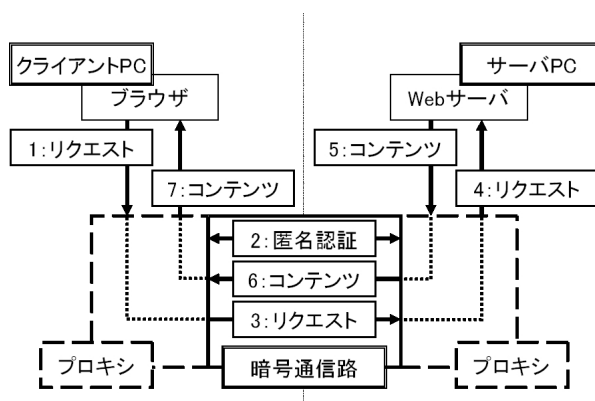 クライアントPC
サーバPC
ブラウザ
Webサーバ
1:リクエスト
5:コンテンツ
7:コンテンツ
4:リクエスト
2:匿名認証
6:コンテンツ
3:リクエスト
プロキシ
暗号通信路
プロキシ